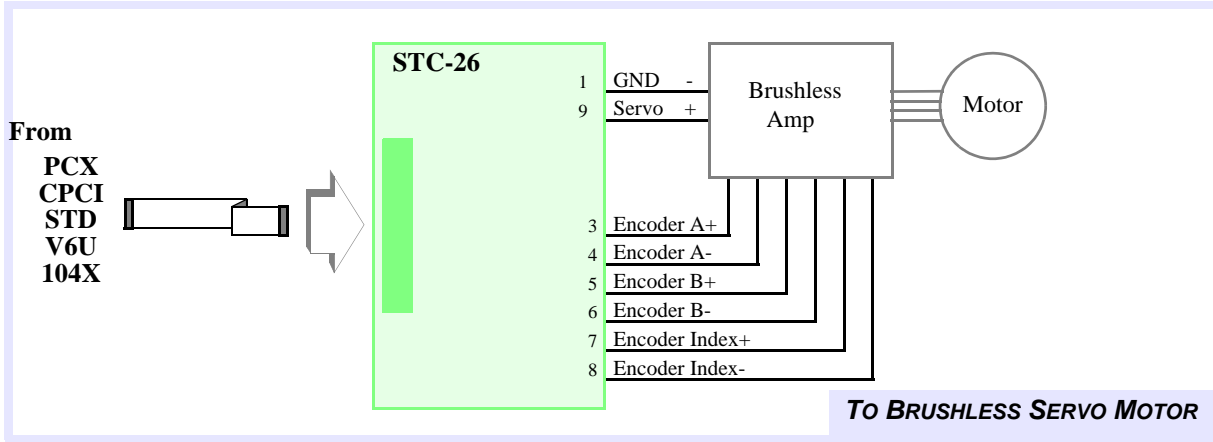 STC-26
1 GND -
9 Servo +
Brushless
Amp
Motor
From
PCX
CPCI
STD
V6U
104X
3 Encoder A+
4 Encoder A-
5 Encoder B+
6 Encoder B-
7 Encoder Index+
8 Encoder Index-
TO BRUSHLESS SERVO MOTOR